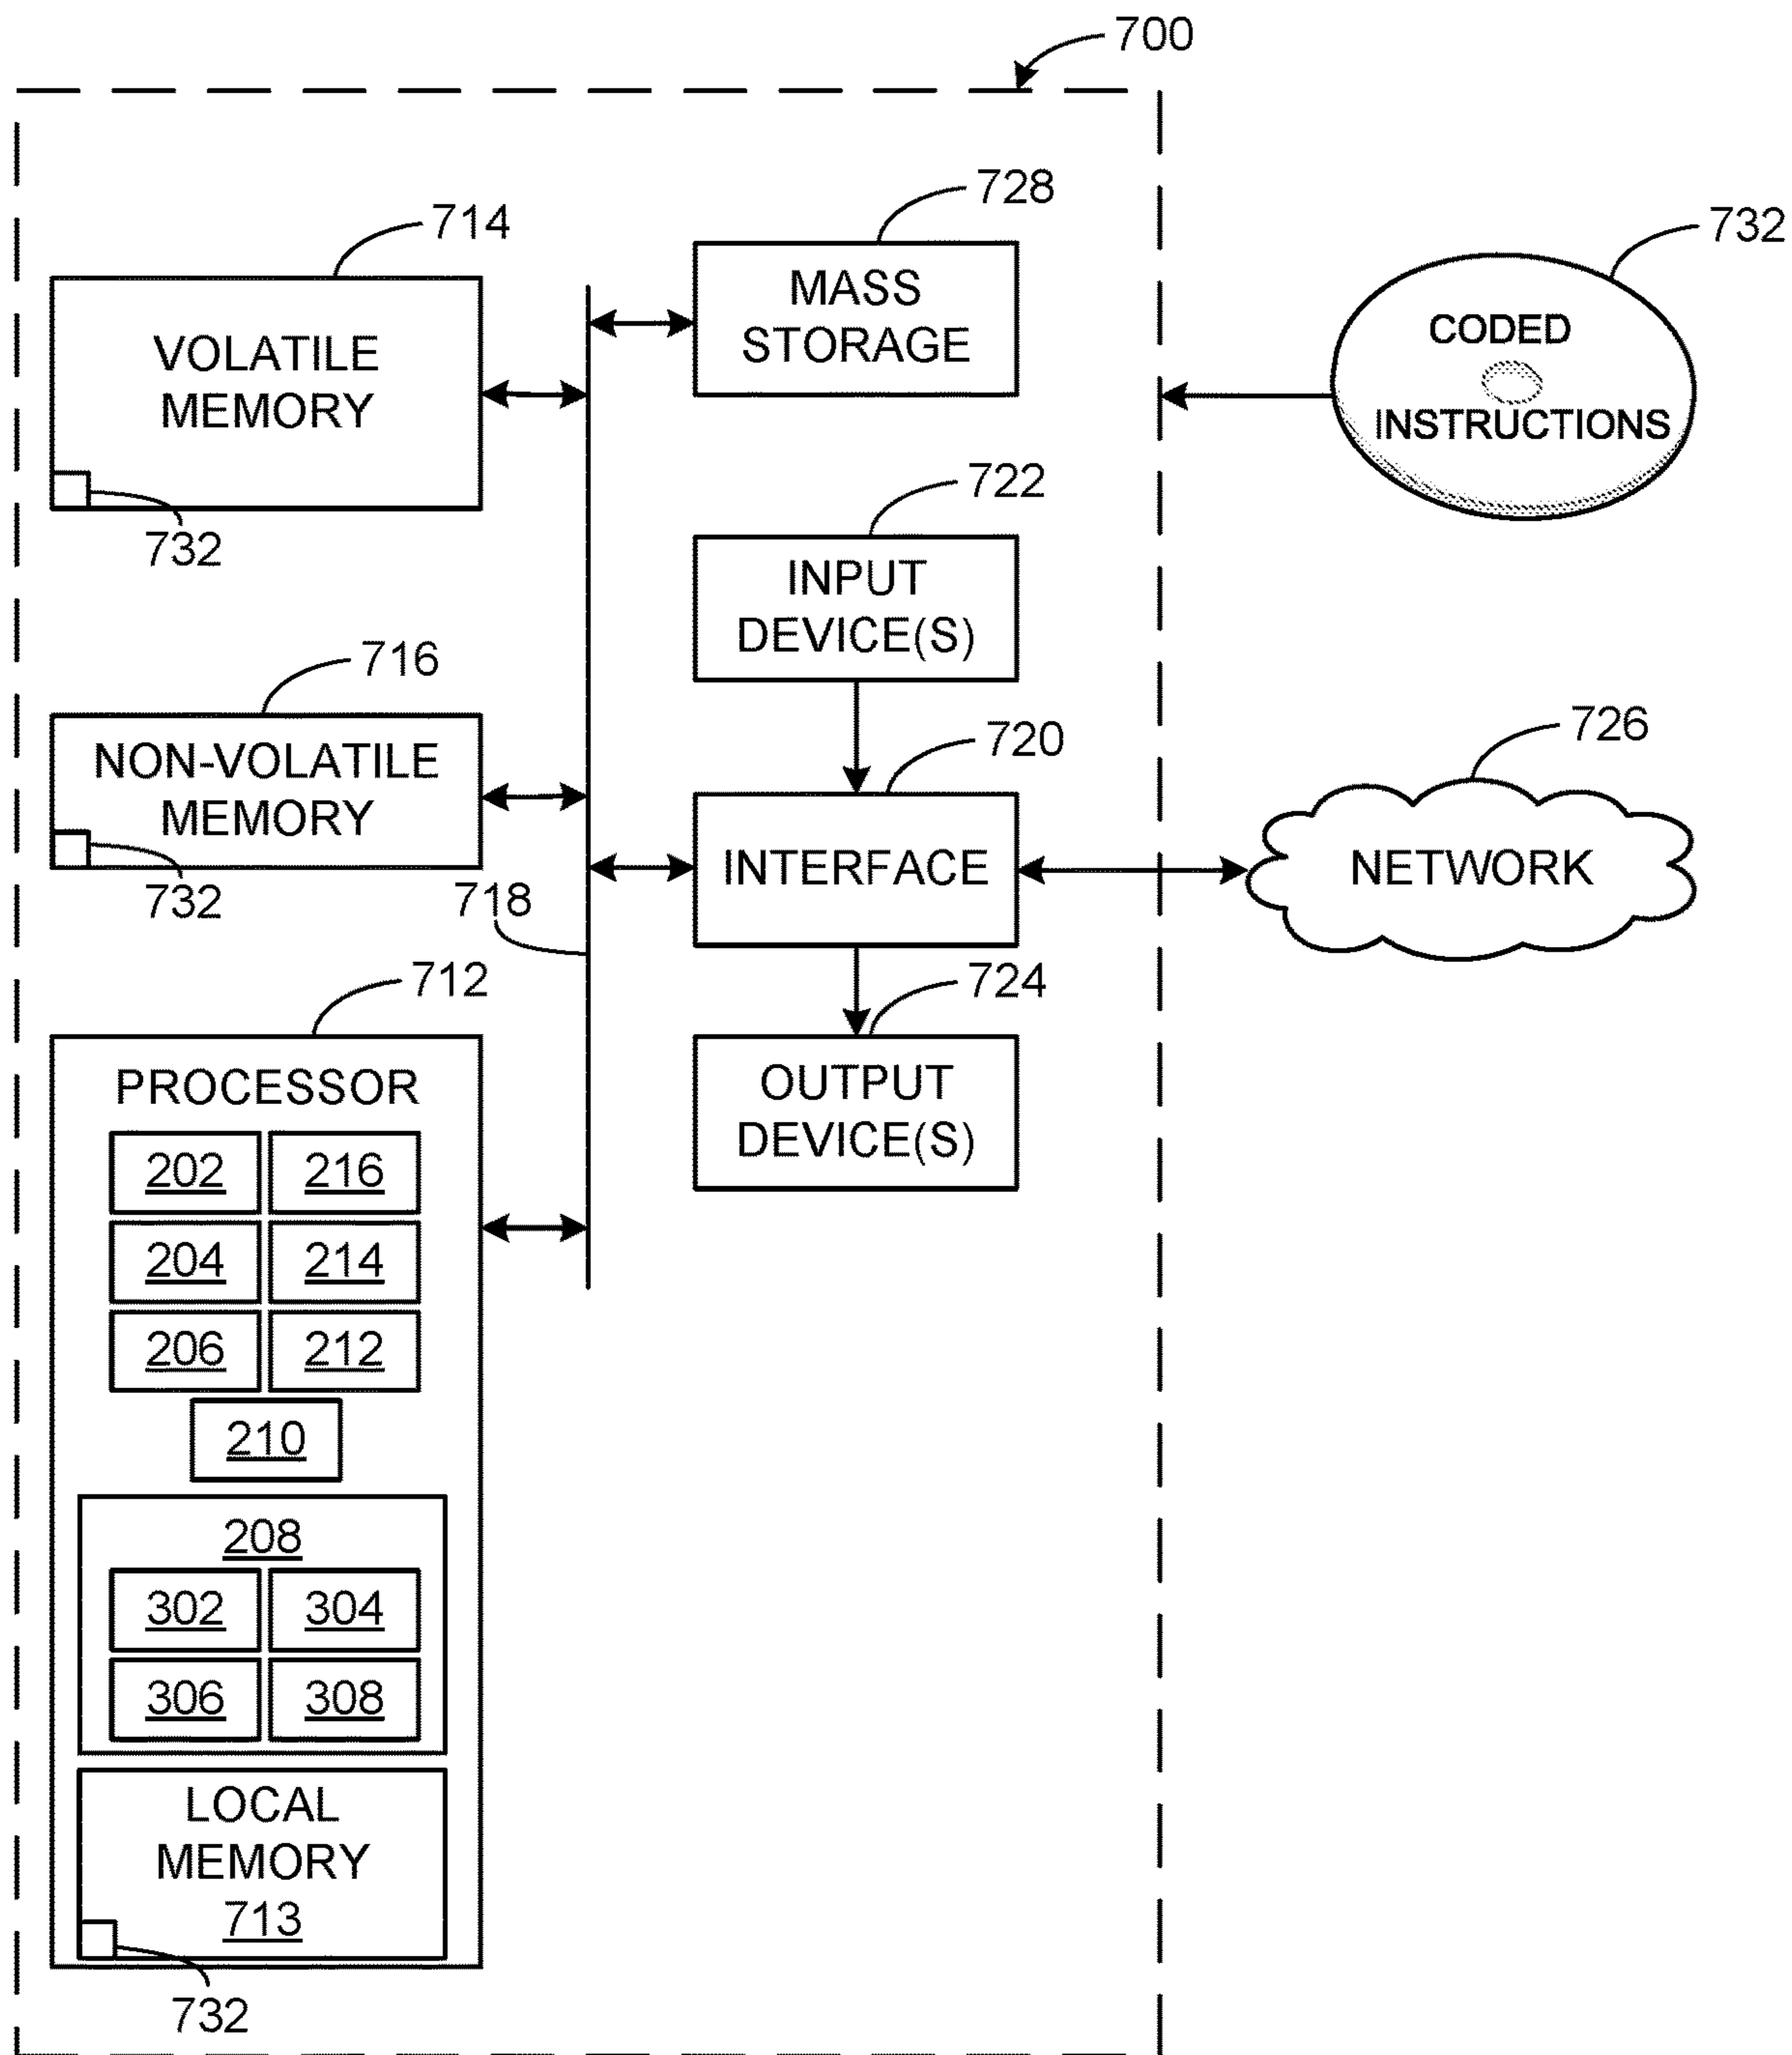 700
728
714
732
MASS
STORAGE
VOLATILE
MEMORY
CODED
INSTRUCTIONS
732
722
INPUT
DEVICE(S)
716
720
726
NON-VOLATILE
MEMORY
INTERFACE
NETWORK
732
718
712
724
PROCESSOR
OUTPUT
DEVICE(S)
202 216
204 214
206 212
210
208
302 304
306 308
LOCAL
MEMORY
713
732